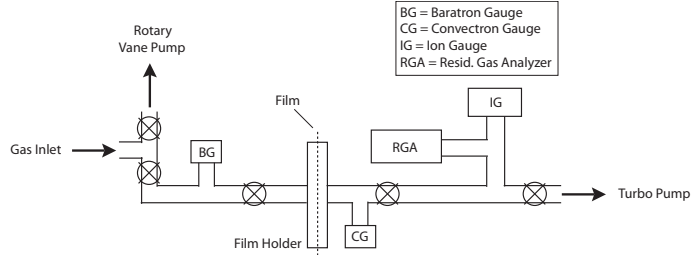 BG = Baratron Gauge
CG = Convectron Gauge
IG = Ion Gauge
RGA = Resid. Gas Analyzer
Rotary
Vane Pump
Film
IG
Gas Inlet
BG
RGA
Turbo Pump
Film Holder
CG